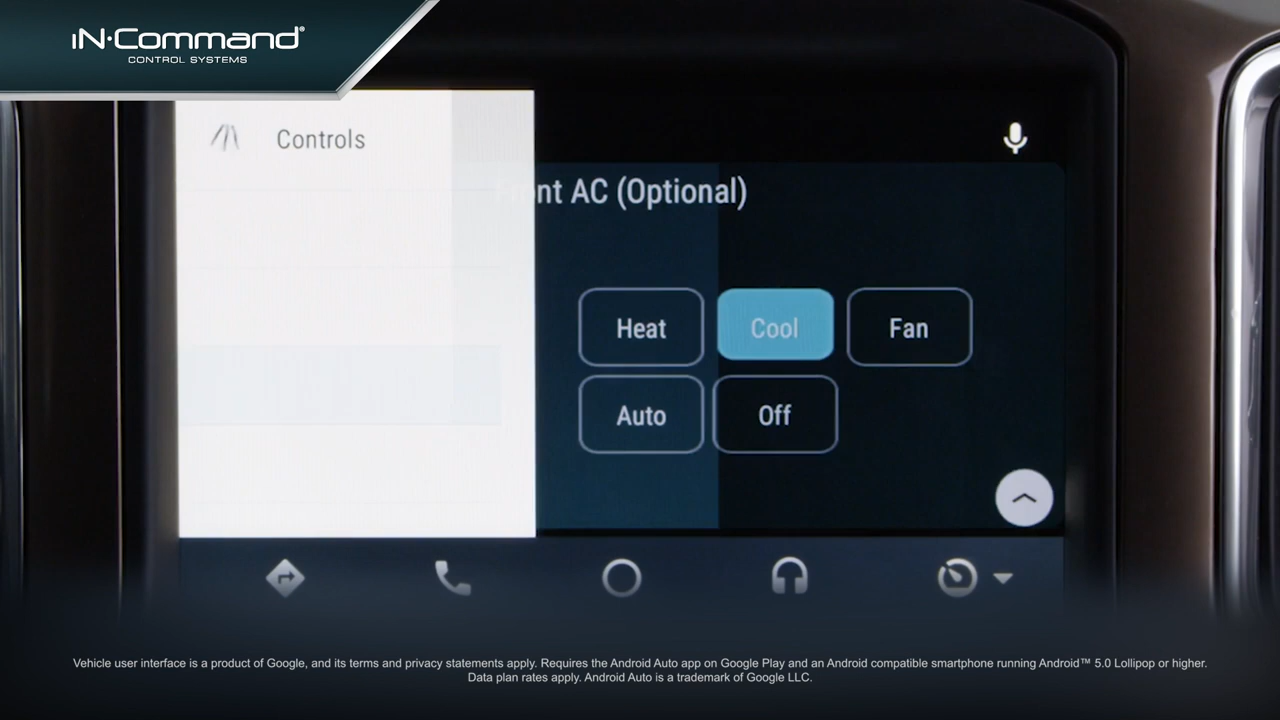 iN·Command®
CONTROL SYSTEMS
Controls
ont AC (Optional)
Heat
Cool
Fan
Auto
Off
Vehicle user interface is a product of Google, and its terms and privacy statements apply. Requires the Android Auto app on Google Play and an Android compatible smartphone running Android™ 5.0 Lollipop or higher.
Data plan rates apply. Android Auto is a trademark of Google LLC.